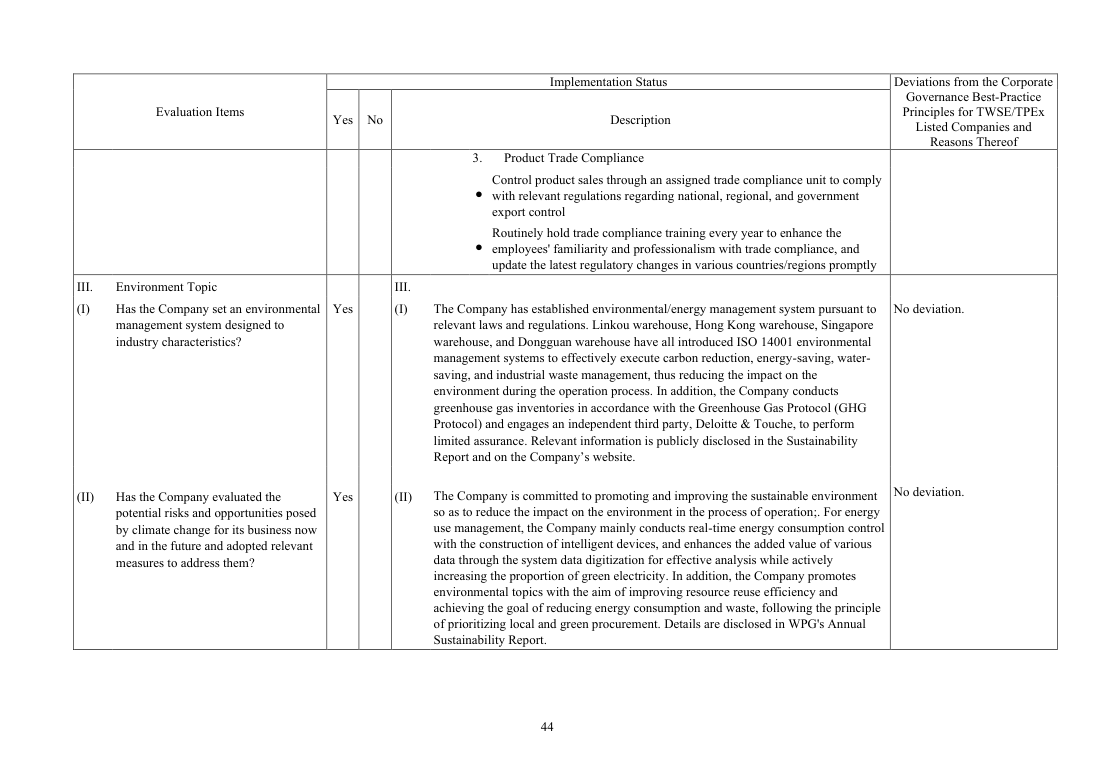 Evaluation Items
Implementation Status
Deviations from the Corporate
Governance Best-Practice
Principles for TWSE/TPEx
Listed Companies and
Reasons Thereof
Yes
No
Description
3. Product Trade Compliance
Control product sales through an assigned trade compliance unit to comply
● with relevant regulations regarding national, regional, and government
export control
Routinely hold trade compliance training every year to enhance the
● employees' familiarity and professionalism with trade compliance, and
update the latest regulatory changes in various countries/regions promptly
III. Environment Topic
III.
(I) Has the Company set an environmental
management system designed to
industry characteristics?
Yes
(I) The Company has established environmental/energy management system pursuant to
relevant laws and regulations. Linkou warehouse, Hong Kong warehouse, Singapore
warehouse, and Dongguan warehouse have all introduced ISO 14001 environmental
management systems to effectively execute carbon reduction, energy-saving, water-
saving, and industrial waste management, thus reducing the impact on the
environment during the operation process. In addition, the Company conducts
greenhouse gas inventories in accordance with the Greenhouse Gas Protocol (GHG
Protocol) and engages an independent third party, Deloitte & Touche, to perform
limited assurance. Relevant information is publicly disclosed in the Sustainability
Report and on the Company’s website.
No deviation.
(II) Has the Company evaluated the
potential risks and opportunities posed
by climate change for its business now
and in the future and adopted relevant
measures to address them?
Yes
(II) The Company is committed to promoting and improving the sustainable environment
so as to reduce the impact on the environment in the process of operation;. For energy
use management, the Company mainly conducts real-time energy consumption control
with the construction of intelligent devices, and enhances the added value of various
data through the system data digitization for effective analysis while actively
increasing the proportion of green electricity. In addition, the Company promotes
environmental topics with the aim of improving resource reuse efficiency and
achieving the goal of reducing energy consumption and waste, following the principle
of prioritizing local and green procurement. Details are disclosed in WPG's Annual
Sustainability Report.
No deviation.
44